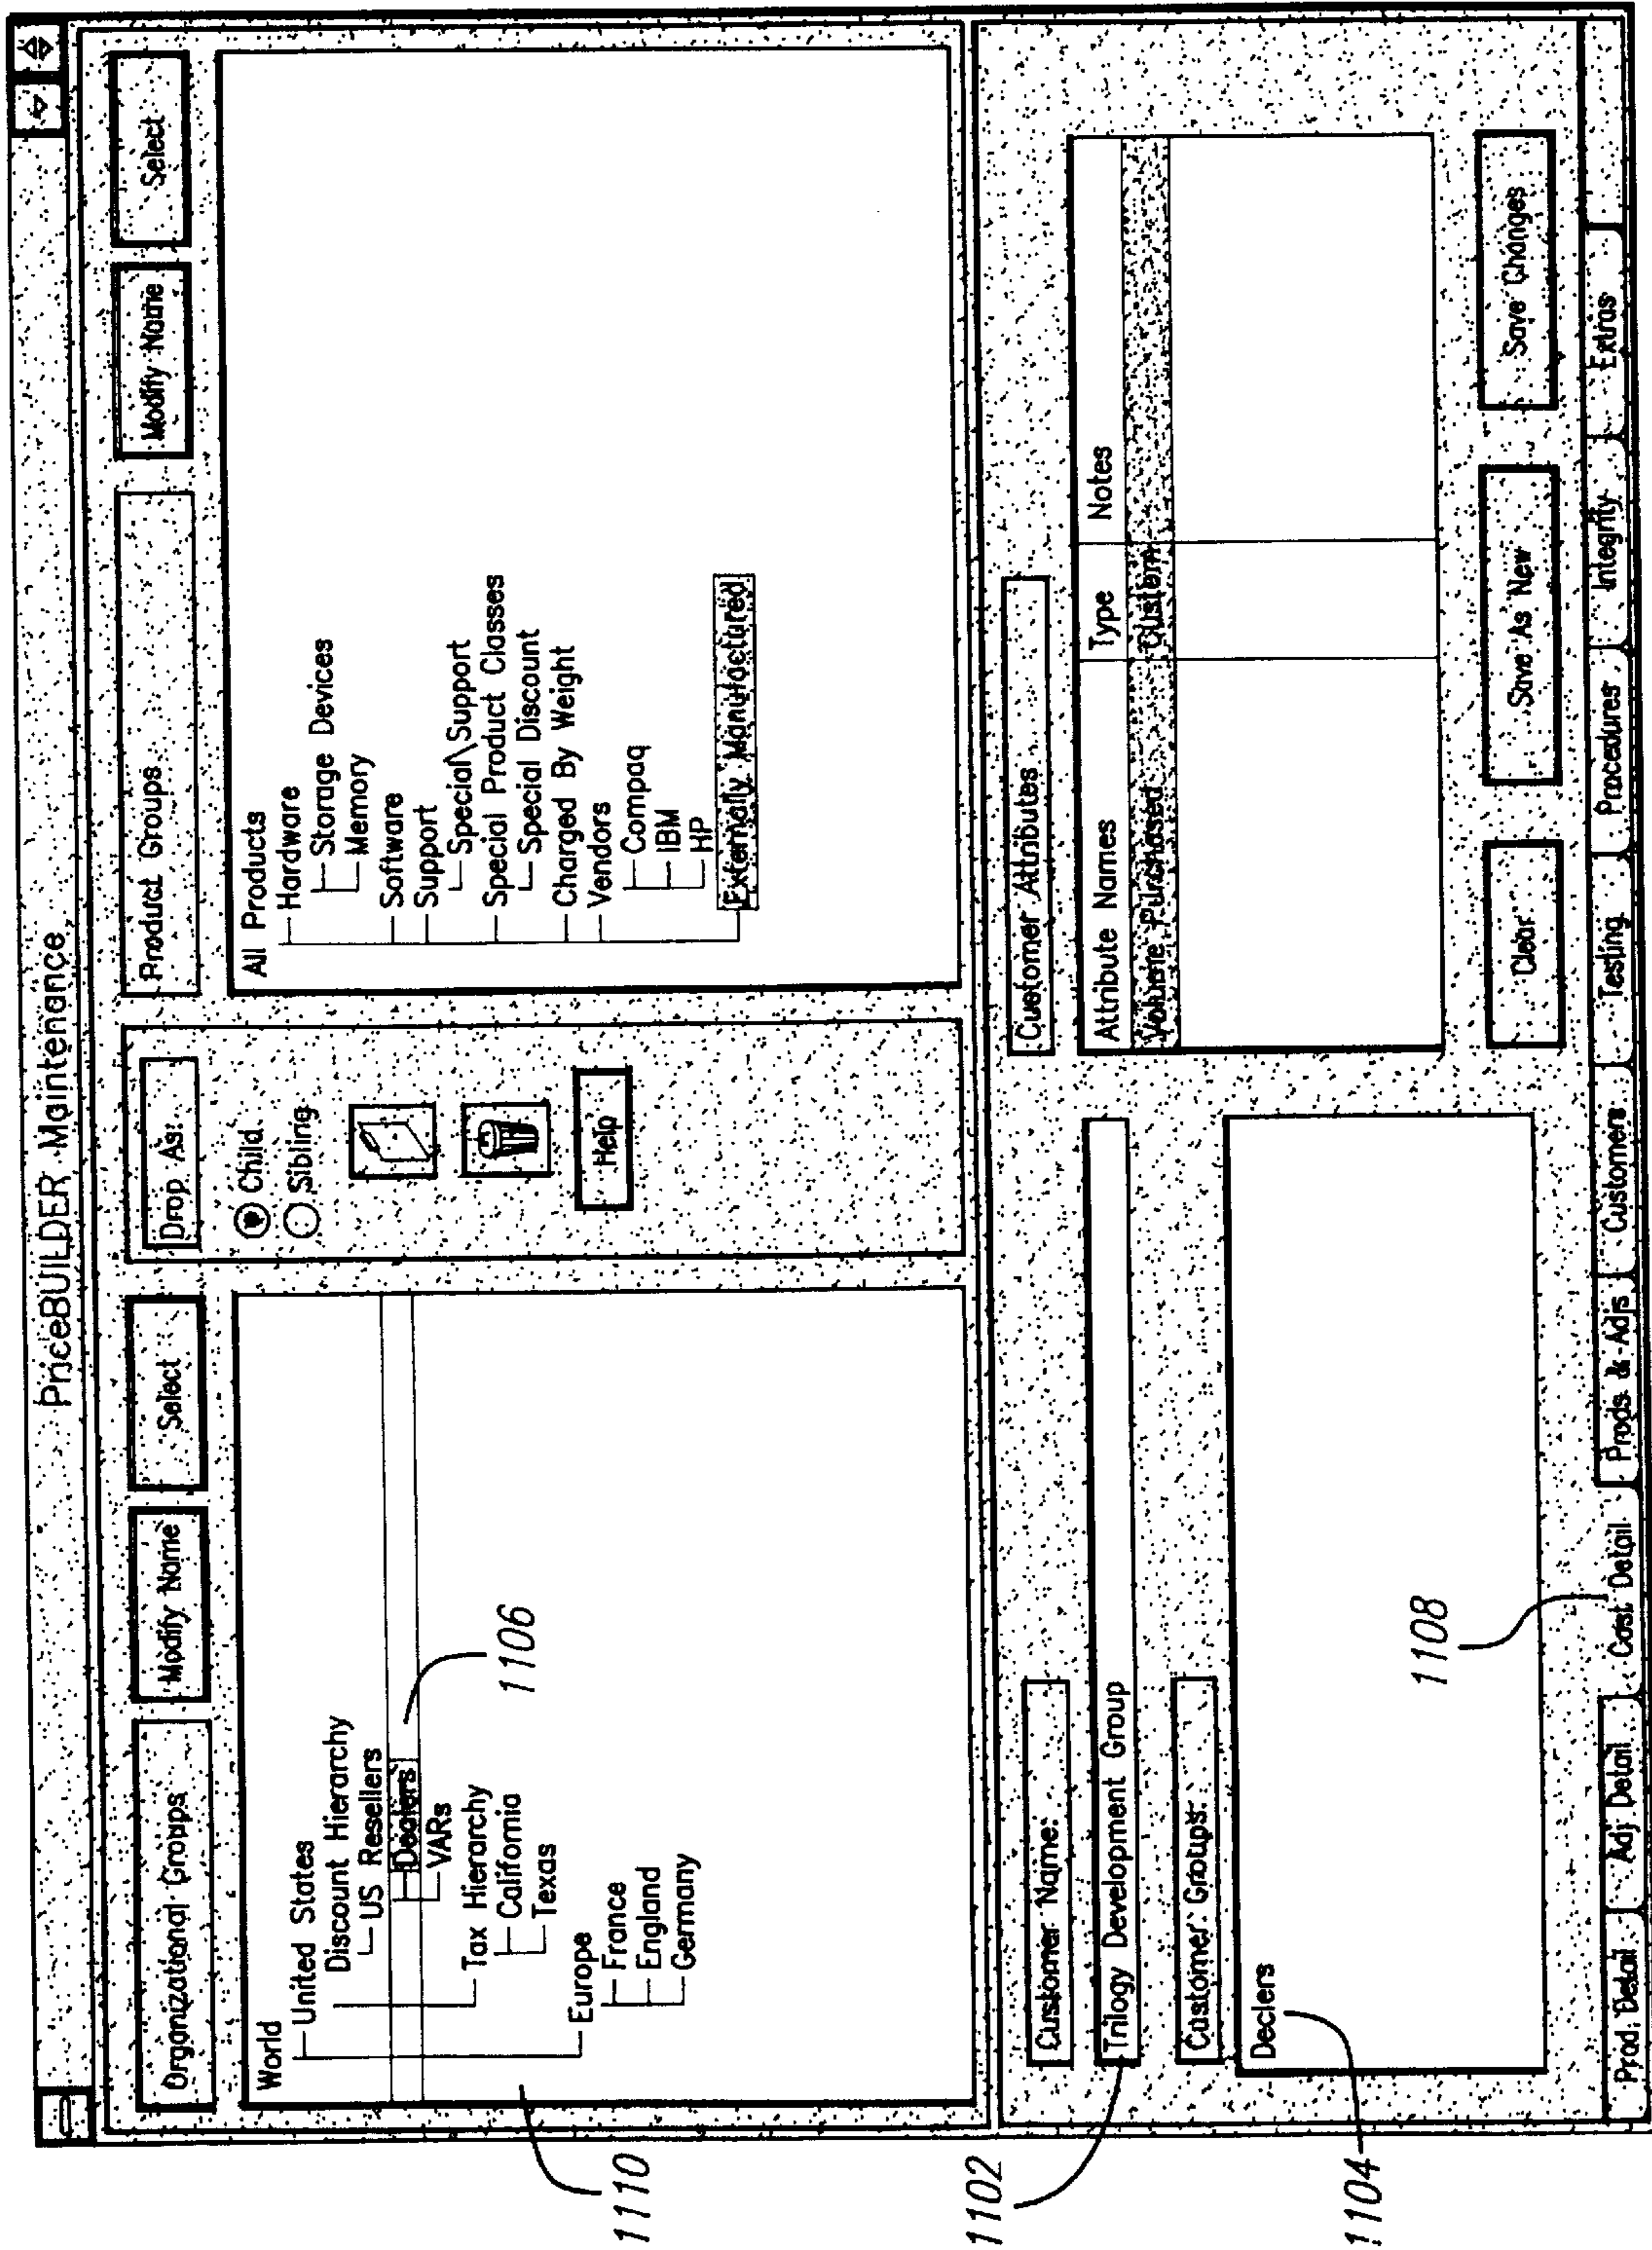 PriceBUILDER Maintenance
Organizational Groups
Modify Name
Select
World
United States
Discount Hierarchy
US Resellers
Dealers
VARs
Tax Hierarchy
California
Texas
Europe
France
England
Germany
1106
1110
Drop As:
Child
Sibling
Help
Product Groups
Modify Name
Select
All Products
Hardware
Storage Devices
Memory
Software
Support
Special\Support
Special Product Classes
Special Discount
Charged By Weight
Vendors
Compaq
IBM
HP
Externally Manufactured
Customer Name:
Trilogy Development Group
1102
Customer Groups:
Declers
1104
1108
Customer Attributes
Attribute Names Type Notes
Volume Purchased Custom
Clear Save As New Save Changes
Prod. Detail Adj. Detail Cost Detail Prods & Adjs Customers Testing Procedures Integrity Extras